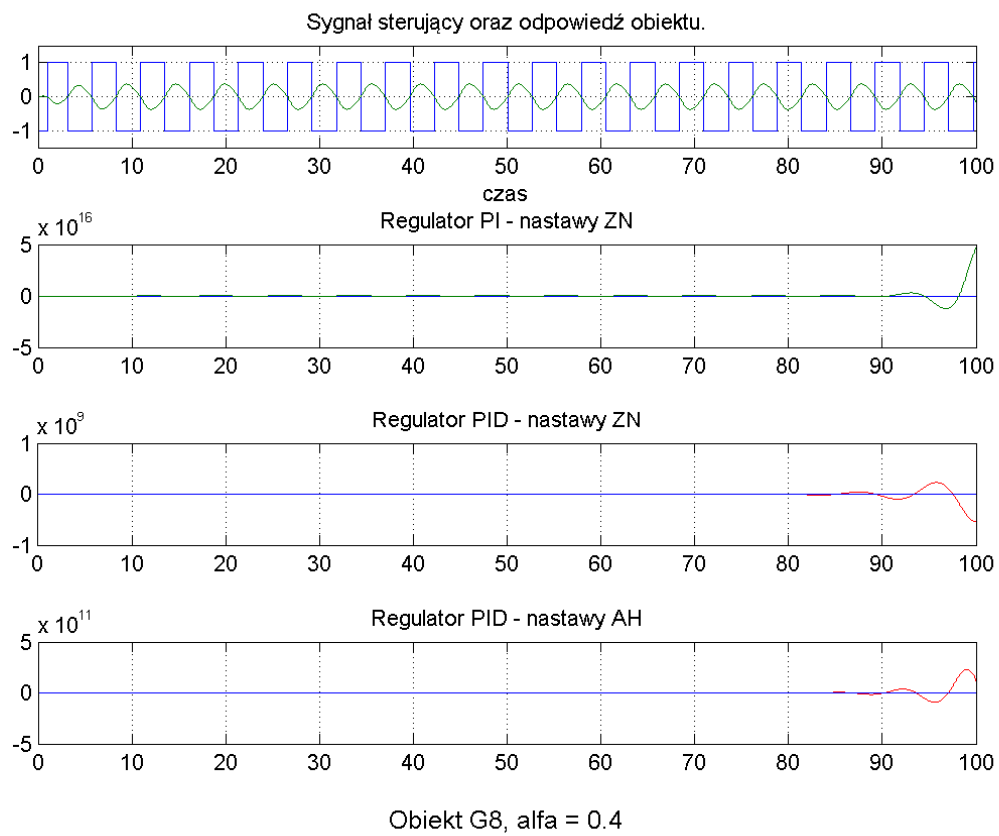 Sygnał sterujący oraz odpowiedź obiektu.
1
0
-1
0 10 20 30 40 50 60 70 80 90 100
czas
Regulator PI - nastawy ZN
x 10^16
5
0
-5
0 10 20 30 40 50 60 70 80 90 100
Regulator PID - nastawy ZN
x 10^9
1
0
-1
0 10 20 30 40 50 60 70 80 90 100
Regulator PID - nastawy AH
x 10^11
5
0
-5
0 10 20 30 40 50 60 70 80 90 100
Obiekt G8, alfa = 0.4